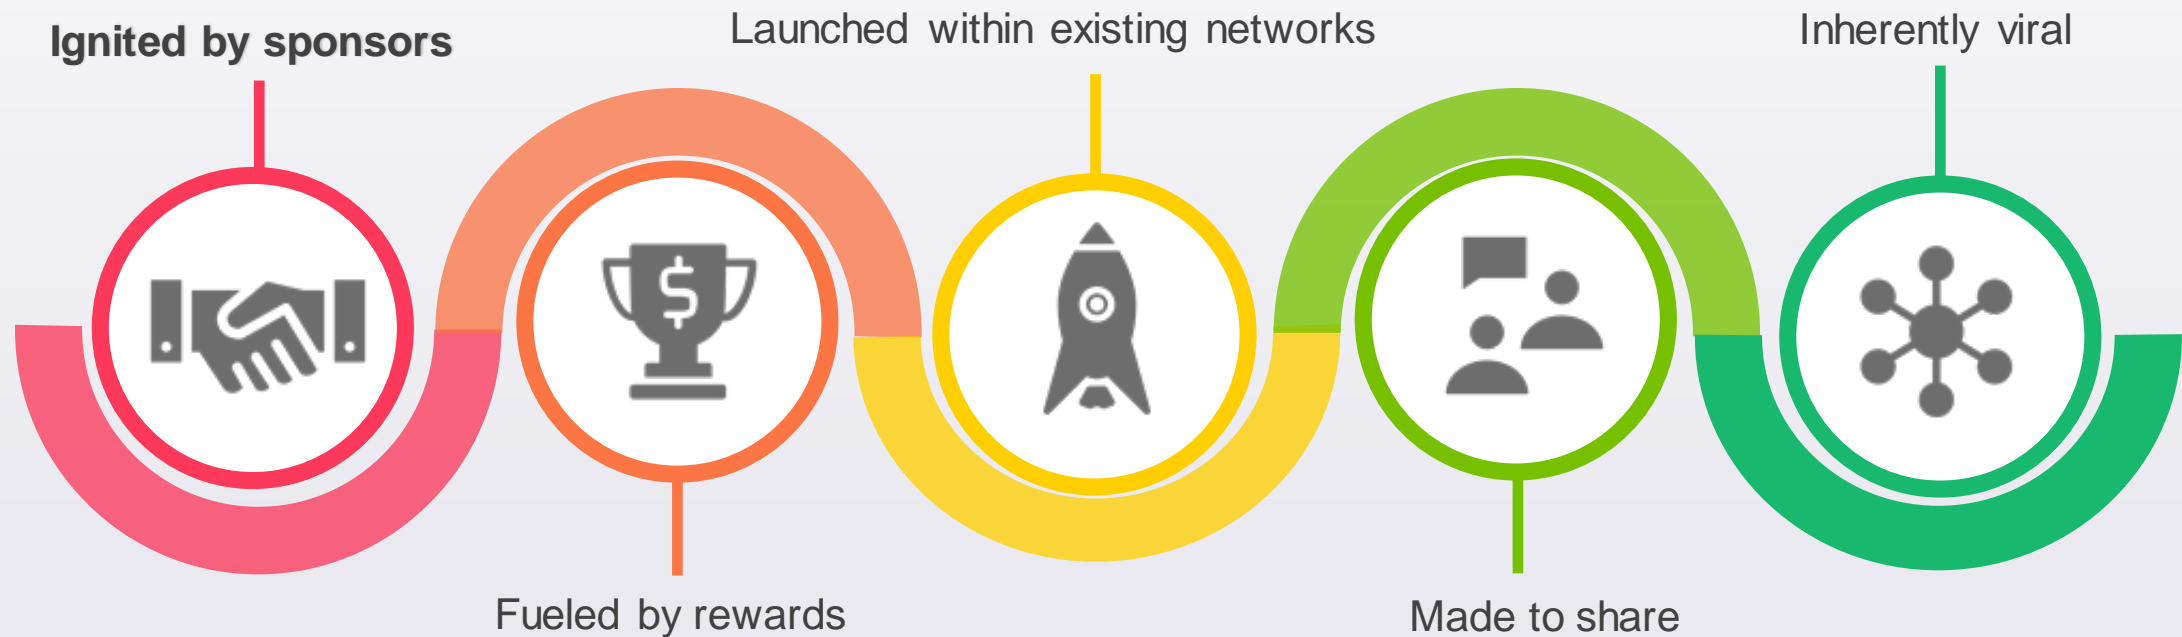 Ignited by sponsors
Fueled by rewards
Launched within existing networks
Made to share
Inherently viral
$